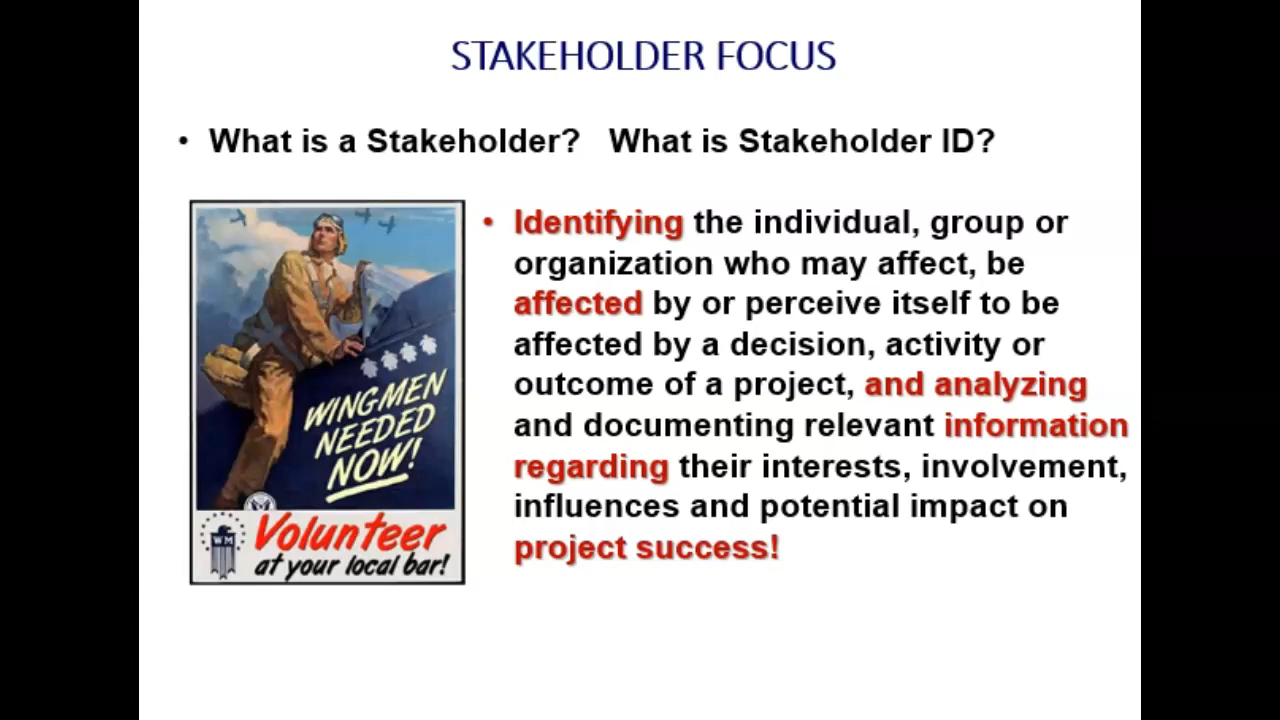 STAKEHOLDER FOCUS
• What is a Stakeholder? What is Stakeholder ID?
WINGMEN
NEEDED
NOW!
WM
Volunteer
at your local bar!
• Identifying the individual, group or
organization who may affect, be
affected by or perceive itself to be
affected by a decision, activity or
outcome of a project, and analyzing
and documenting relevant information
regarding their interests, involvement,
influences and potential impact on
project success!